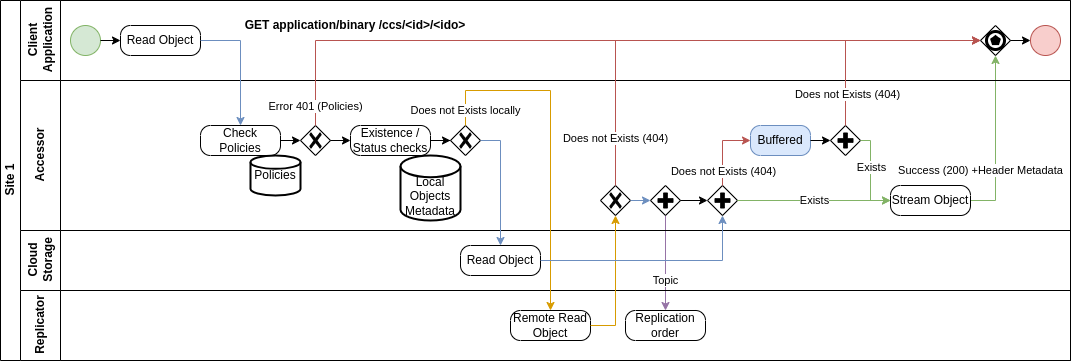 GET application/binary /ccs/<id>/<ido>
Site 1
Client
Application
Read Object
Accessor
Error 401 (Policies)
Does not Exists locally
Does not Exists (404)
Check
Policies
Policies
Existence /
Status checks
Local
Objects
Metadata
Does not Exists (404)
Buffered
Does not Exists (404)
Exists
Success (200) +Header Metadata
Exists
Stream Object
Cloud
Storage
Read Object
Topic
Replicator
Remote Read
Object
Replication
order